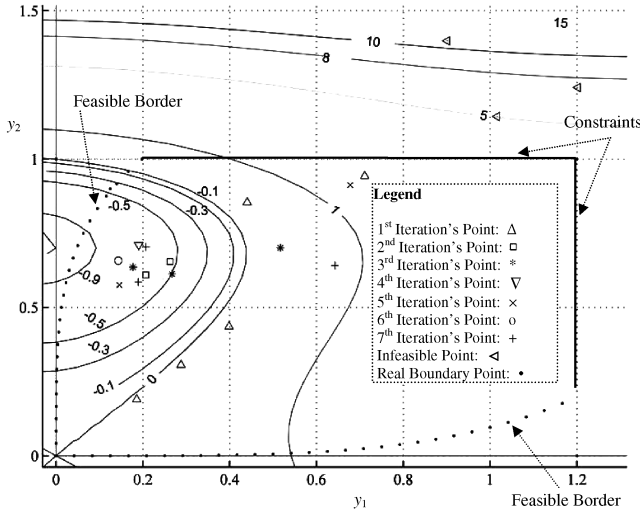 1.5
15
10
8
5
Feasible Border
Constraints
y2
1
-0.1
-0.5
-0.3
1
Legend
1st Iteration's Point: △
2nd Iteration's Point: □
3rd Iteration's Point: *
4th Iteration's Point: ▽
5th Iteration's Point: ×
6th Iteration's Point: ○
7th Iteration's Point: +
Infeasible Point: ◁
Real Boundary Point: •
-0.9
0.5
-0.5
-0.3
-0.1
0
0
0 0.2 0.4 0.6 0.8 1 1.2
y1
Feasible Border